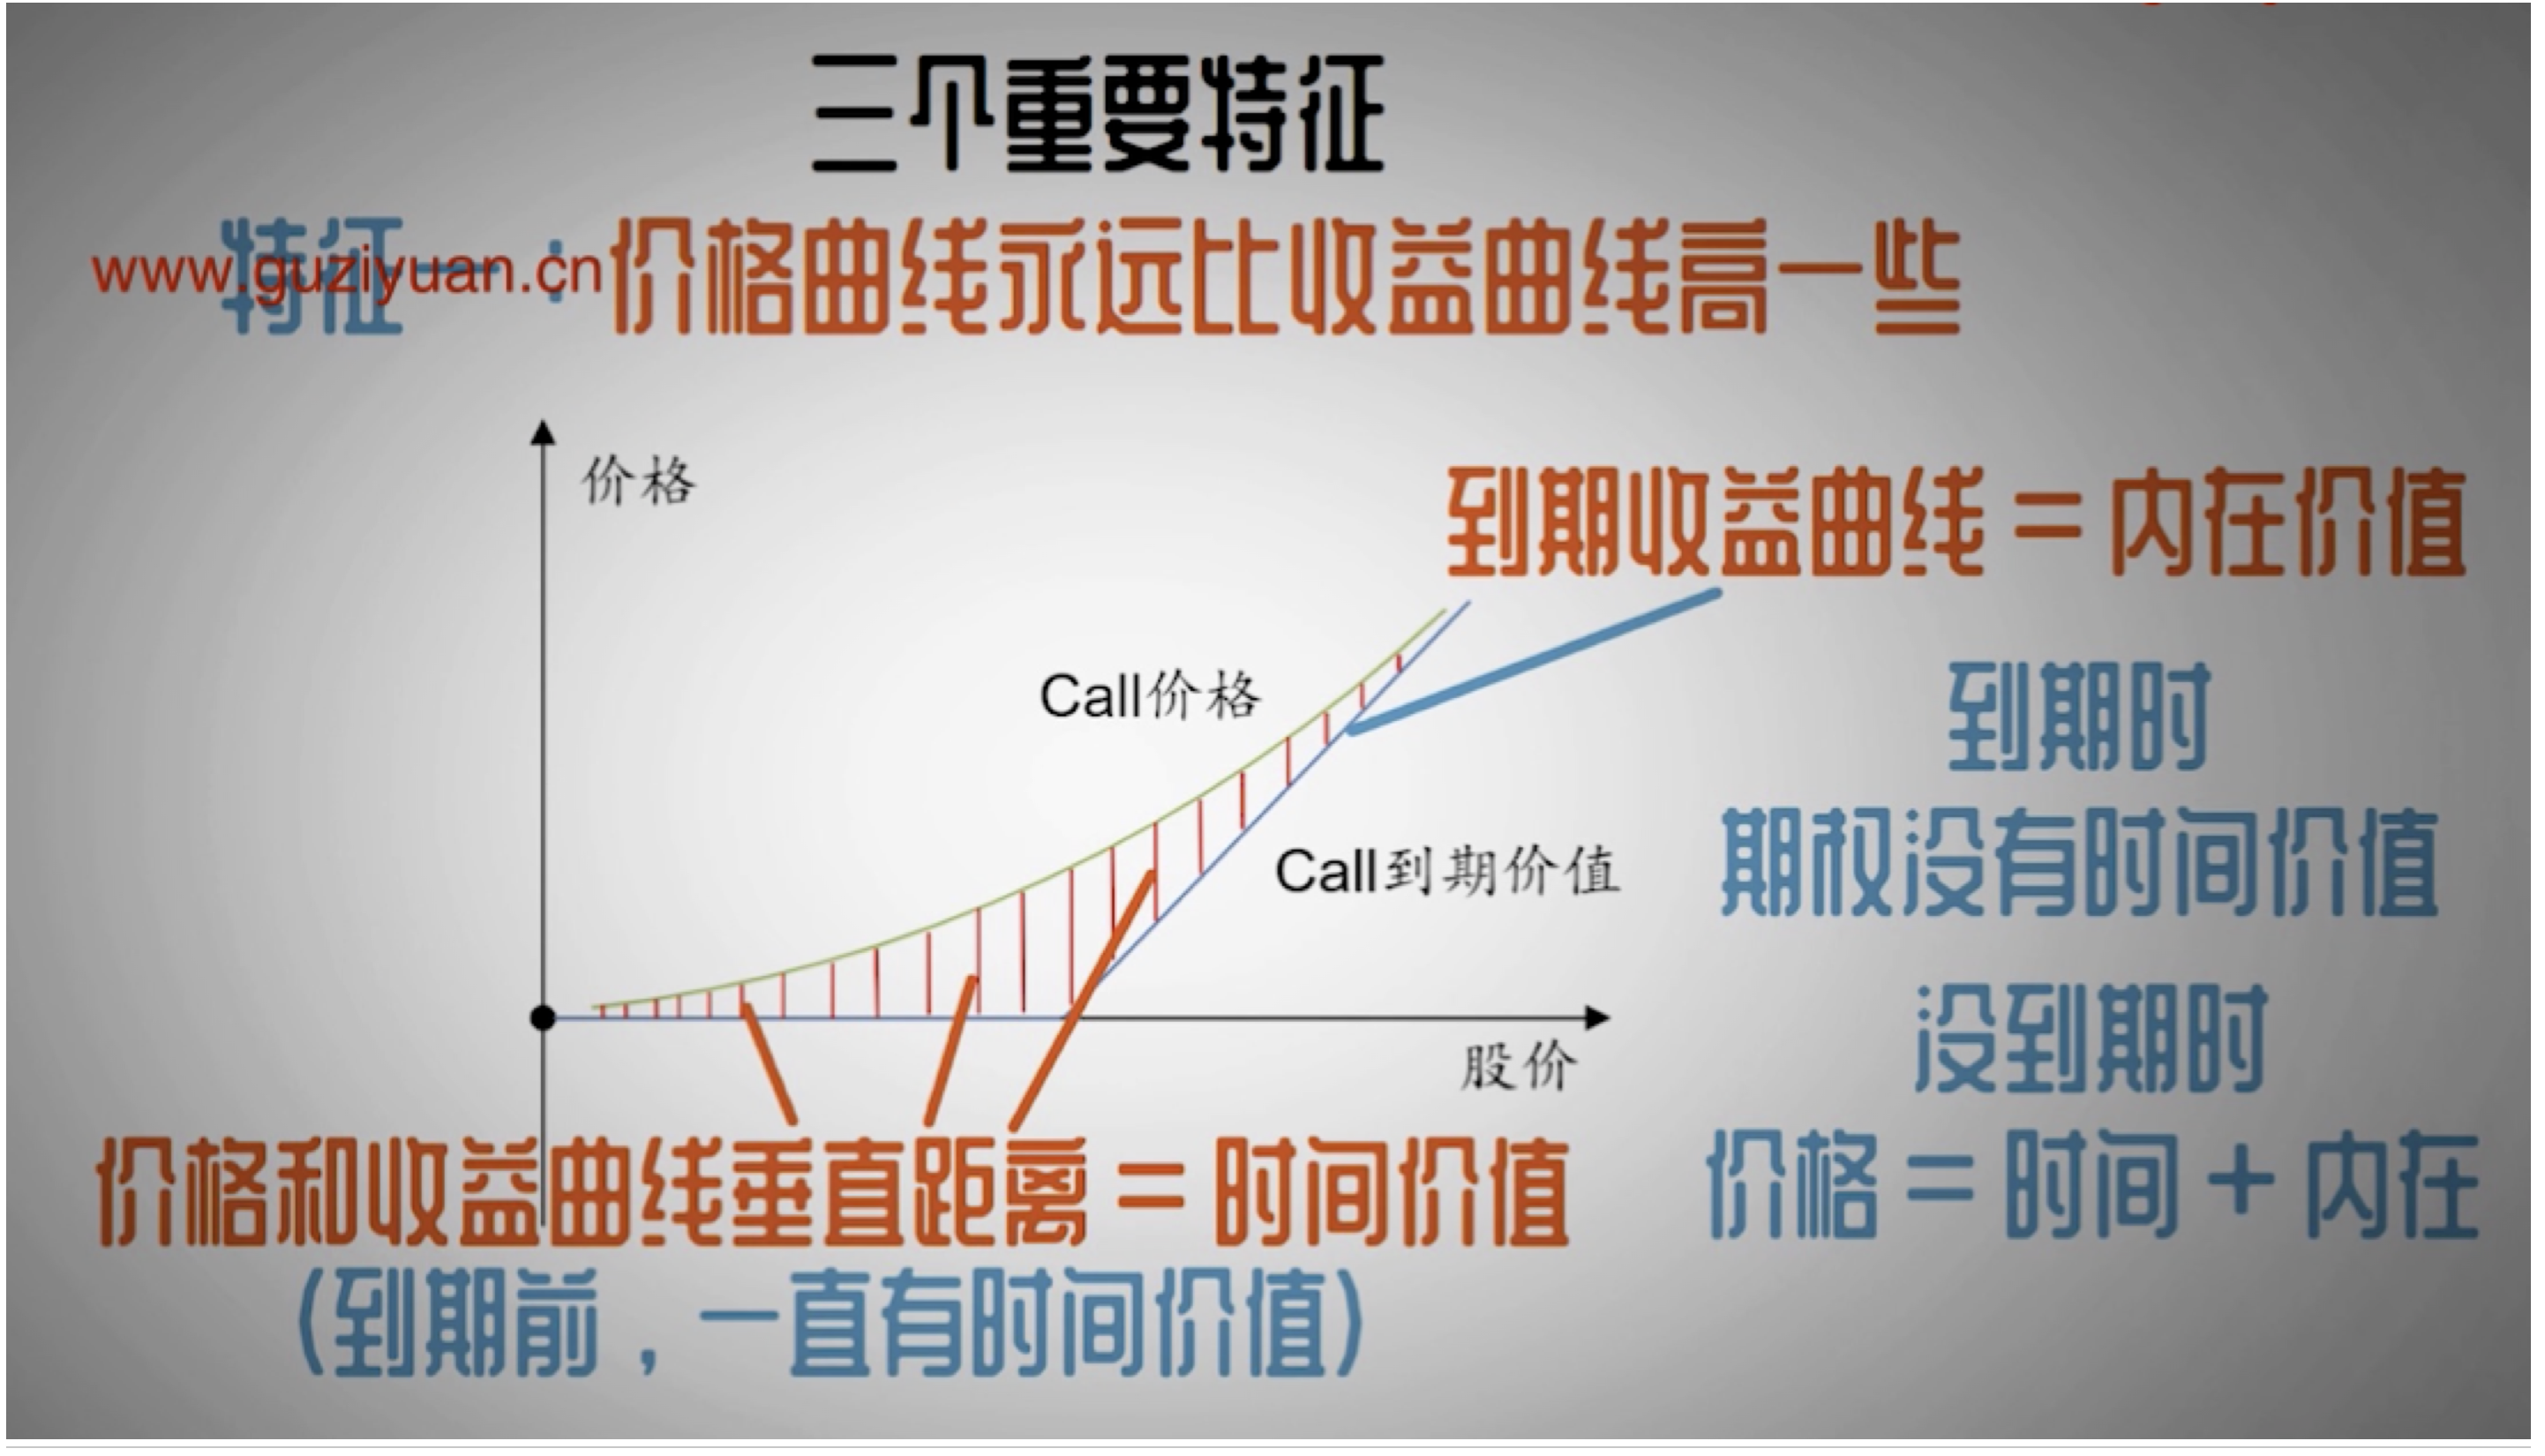 三个重要特征
特征一：价格曲线永远比收益曲线高一些
www.guziyuan.cn
价格
到期收益曲线＝内在价值
Call价格
到期时
期权没有时间价值
Call到期价值
没到期时
股价
价格和收益曲线垂直距离＝时间价值
价格＝时间＋内在
(到期前，一直有时间价值)